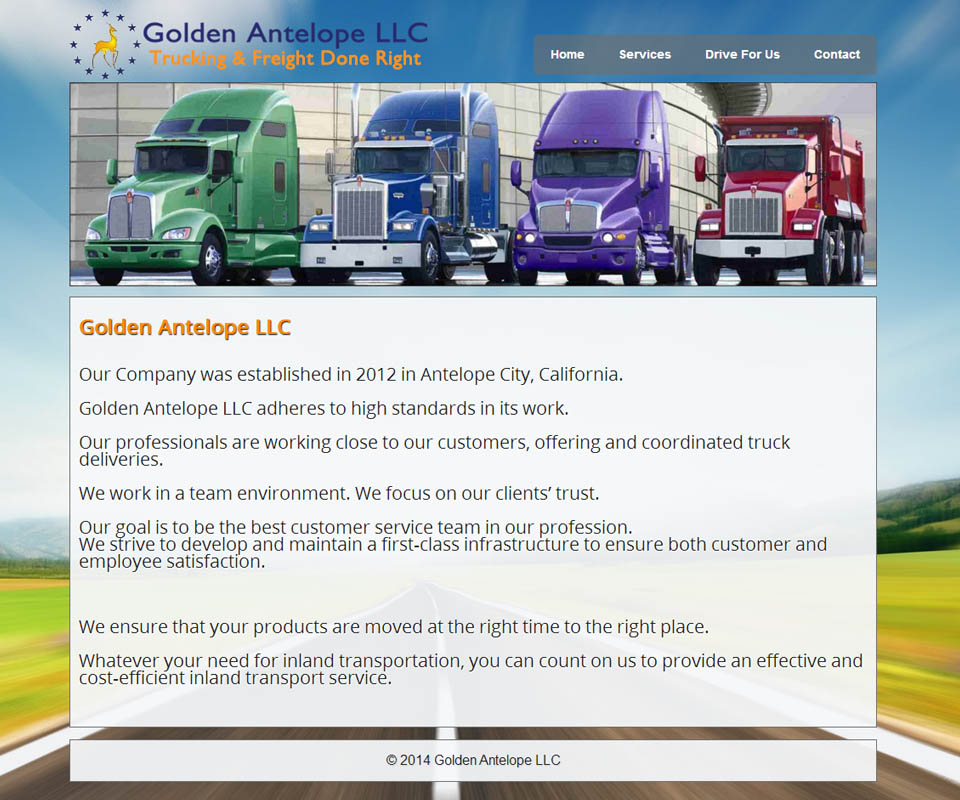 Golden Antelope LLC
Trucking & Freight Done Right
Home Services Drive For Us Contact
Golden Antelope LLC
Our Company was established in 2012 in Antelope City, California.
Golden Antelope LLC adheres to high standards in its work.
Our professionals are working close to our customers, offering and coordinated truck
deliveries.
We work in a team environment. We focus on our clients’ trust.
Our goal is to be the best customer service team in our profession.
We strive to develop and maintain a first-class infrastructure to ensure both customer and
employee satisfaction.
We ensure that your products are moved at the right time to the right place.
Whatever your need for inland transportation, you can count on us to provide an effective and
cost-efficient inland transport service.
© 2014 Golden Antelope LLC